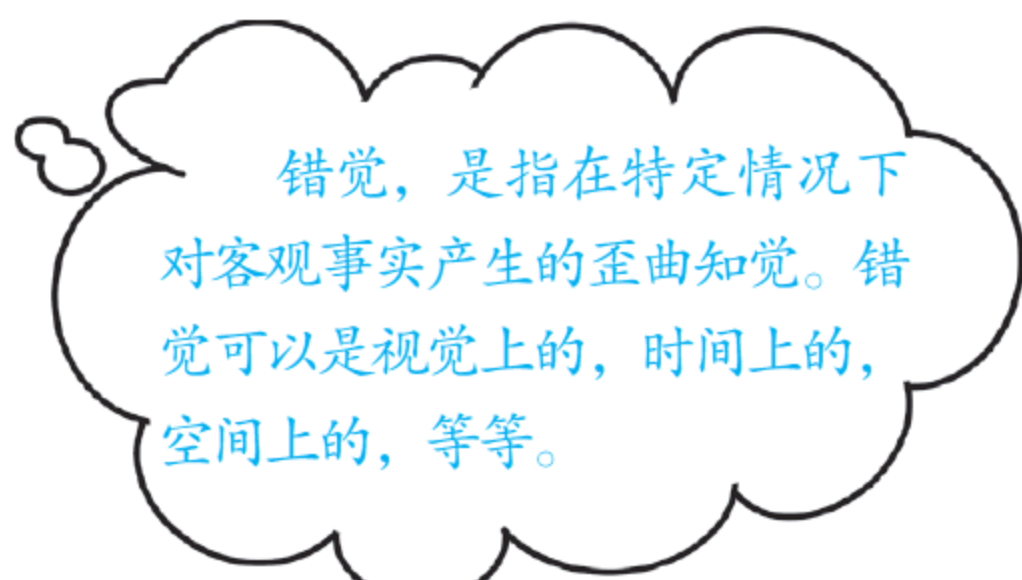 错觉，是指在特定情况下
对客观事实产生的歪曲知觉。错
觉可以是视觉上的，时间上的，
空间上的，等等。